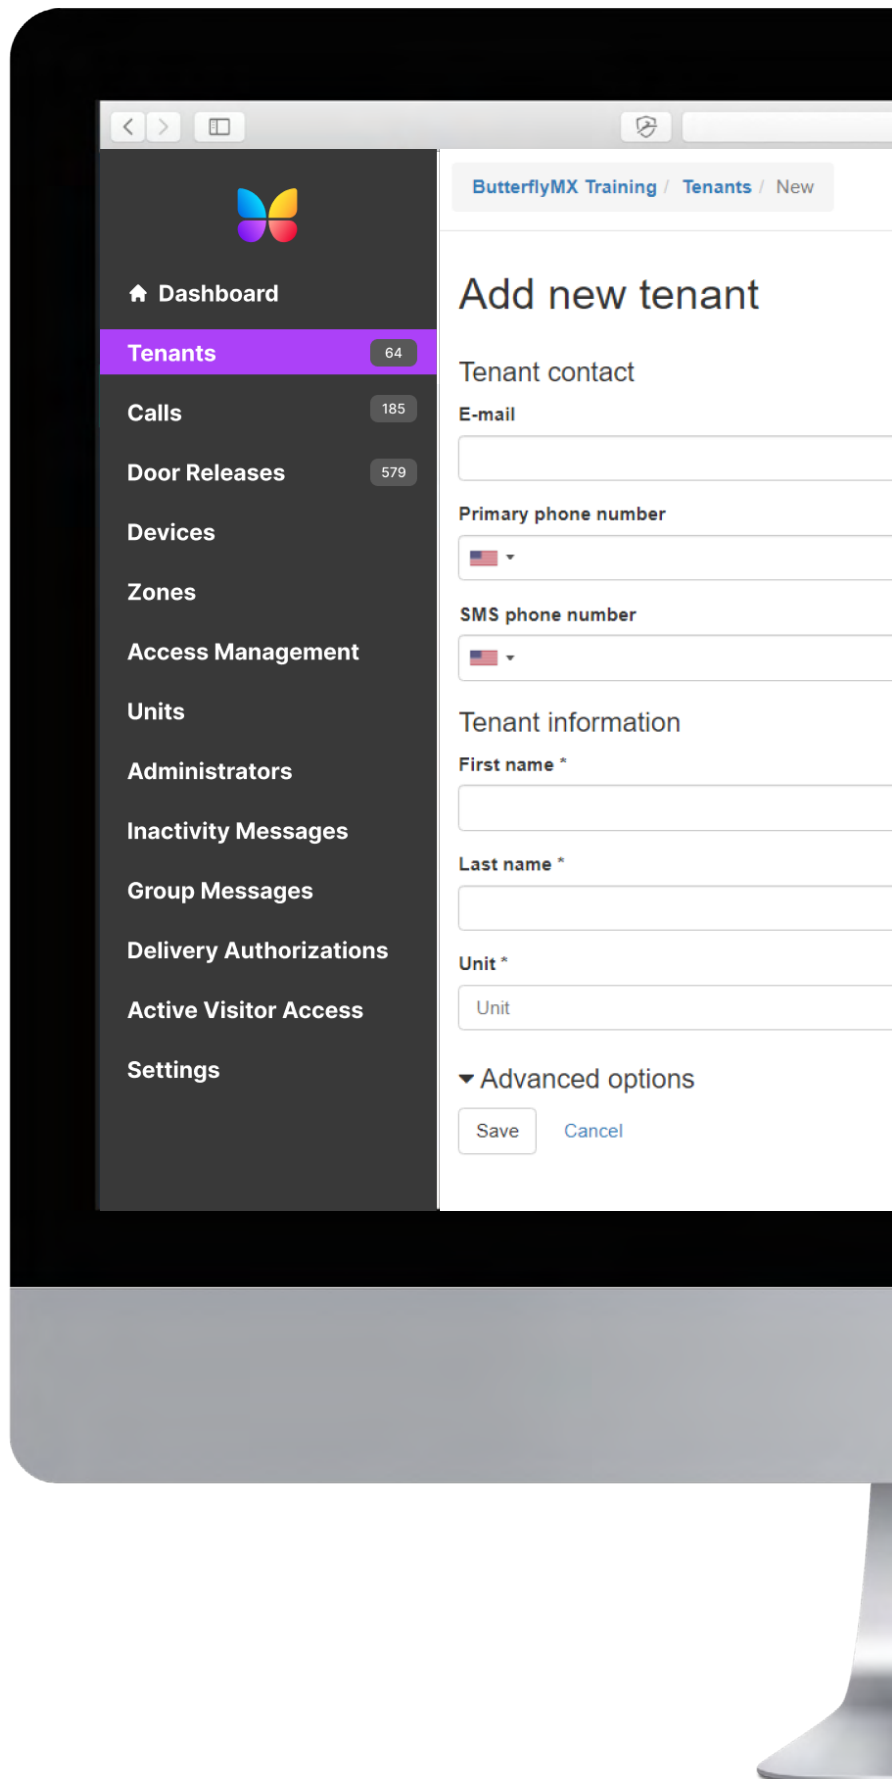 ButterflyMX Training / Tenants / New
Dashboard
Tenants 64
Calls 185
Door Releases 579
Devices
Zones
Access Management
Units
Administrators
Inactivity Messages
Group Messages
Delivery Authorizations
Active Visitor Access
Settings
Add new tenant
Tenant contact
E-mail
Primary phone number
SMS phone number
Tenant information
First name *
Last name *
Unit *
Unit
Advanced options
Save Cancel